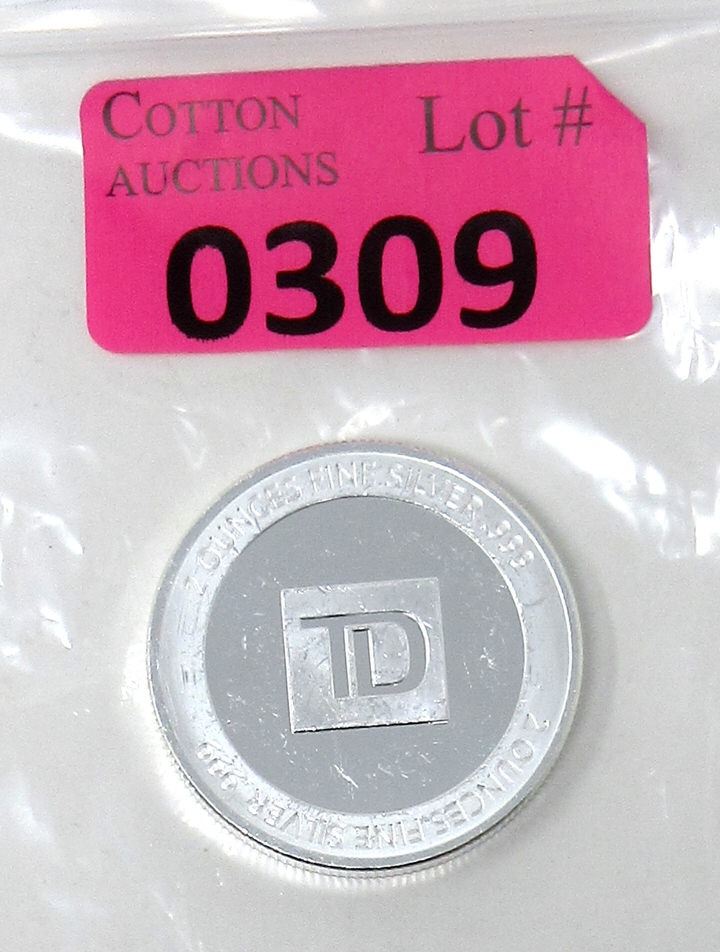 COTTON
AUCTIONS
Lot #
0309
2 OUNCES FINE SILVER .999
TD
2 OUNCES FINE SILVER .999